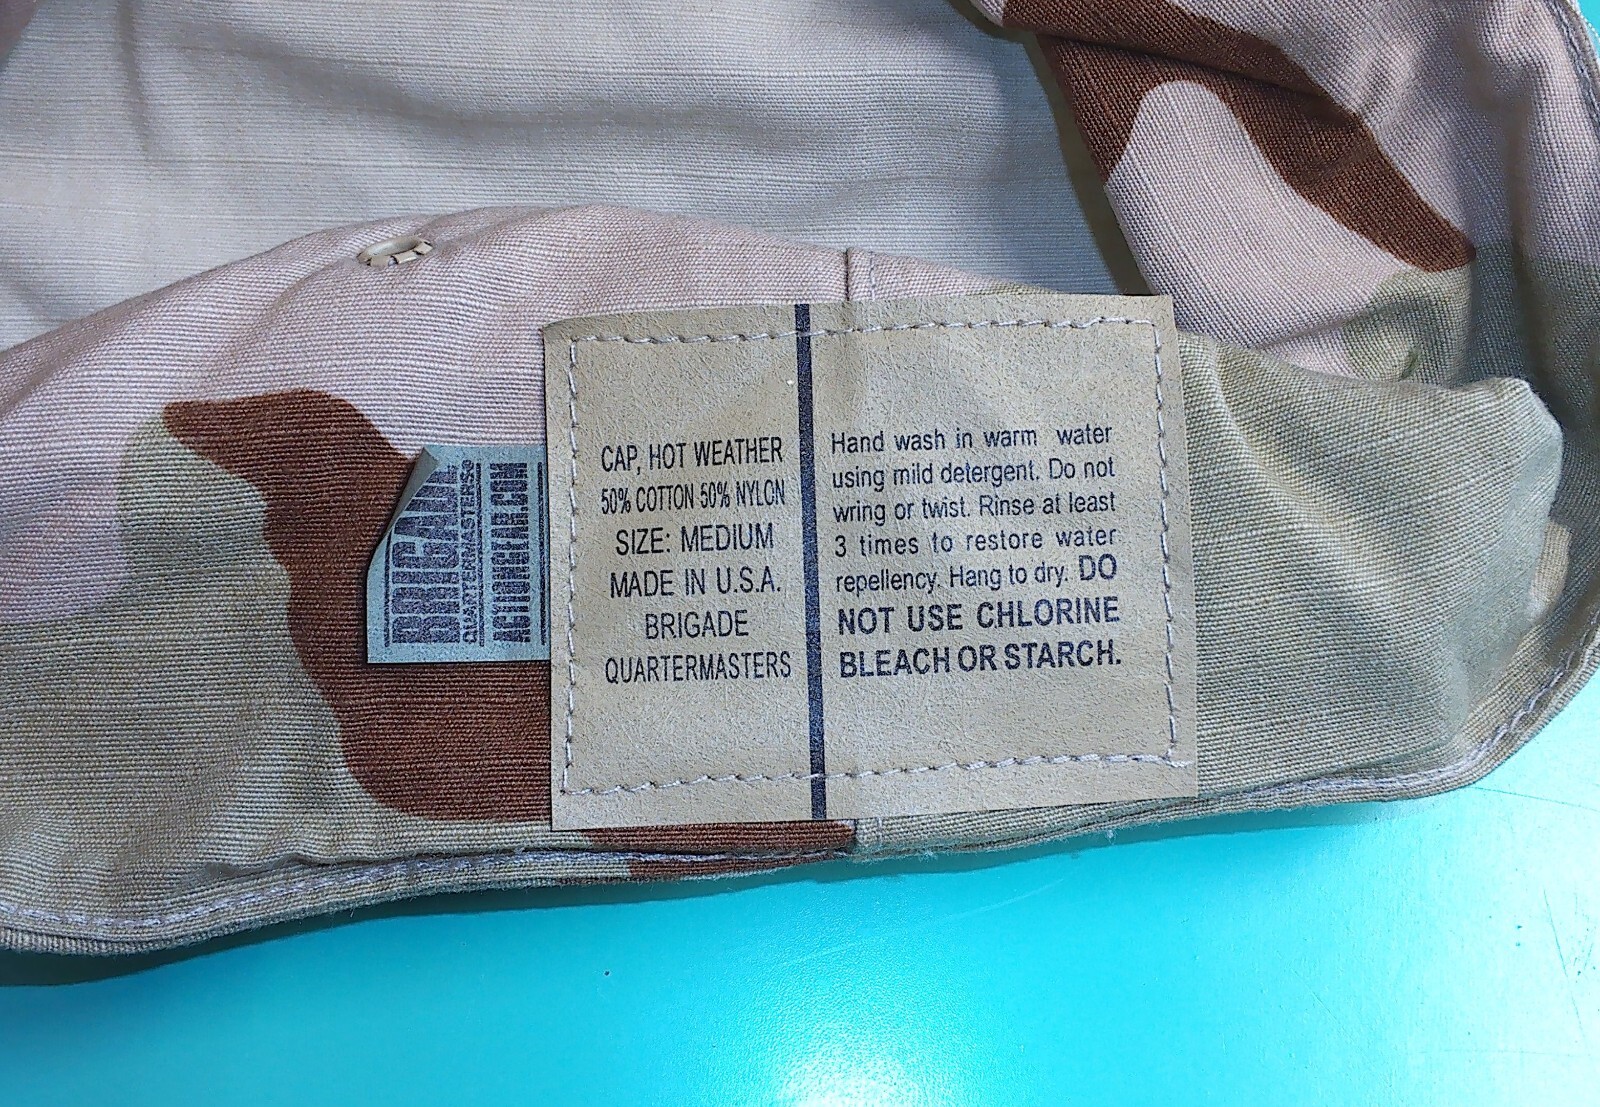 BRIGADE
QUARTERMASTERS®
ACTIONGEAR.COM
CAP, HOT WEATHER
50% COTTON 50% NYLON
SIZE: MEDIUM
MADE IN U.S.A.
BRIGADE
QUARTERMASTERS
Hand wash in warm water
using mild detergent. Do not
wring or twist. Rinse at least
3 times to restore water
repellency. Hang to dry. DO
NOT USE CHLORINE
BLEACH OR STARCH.